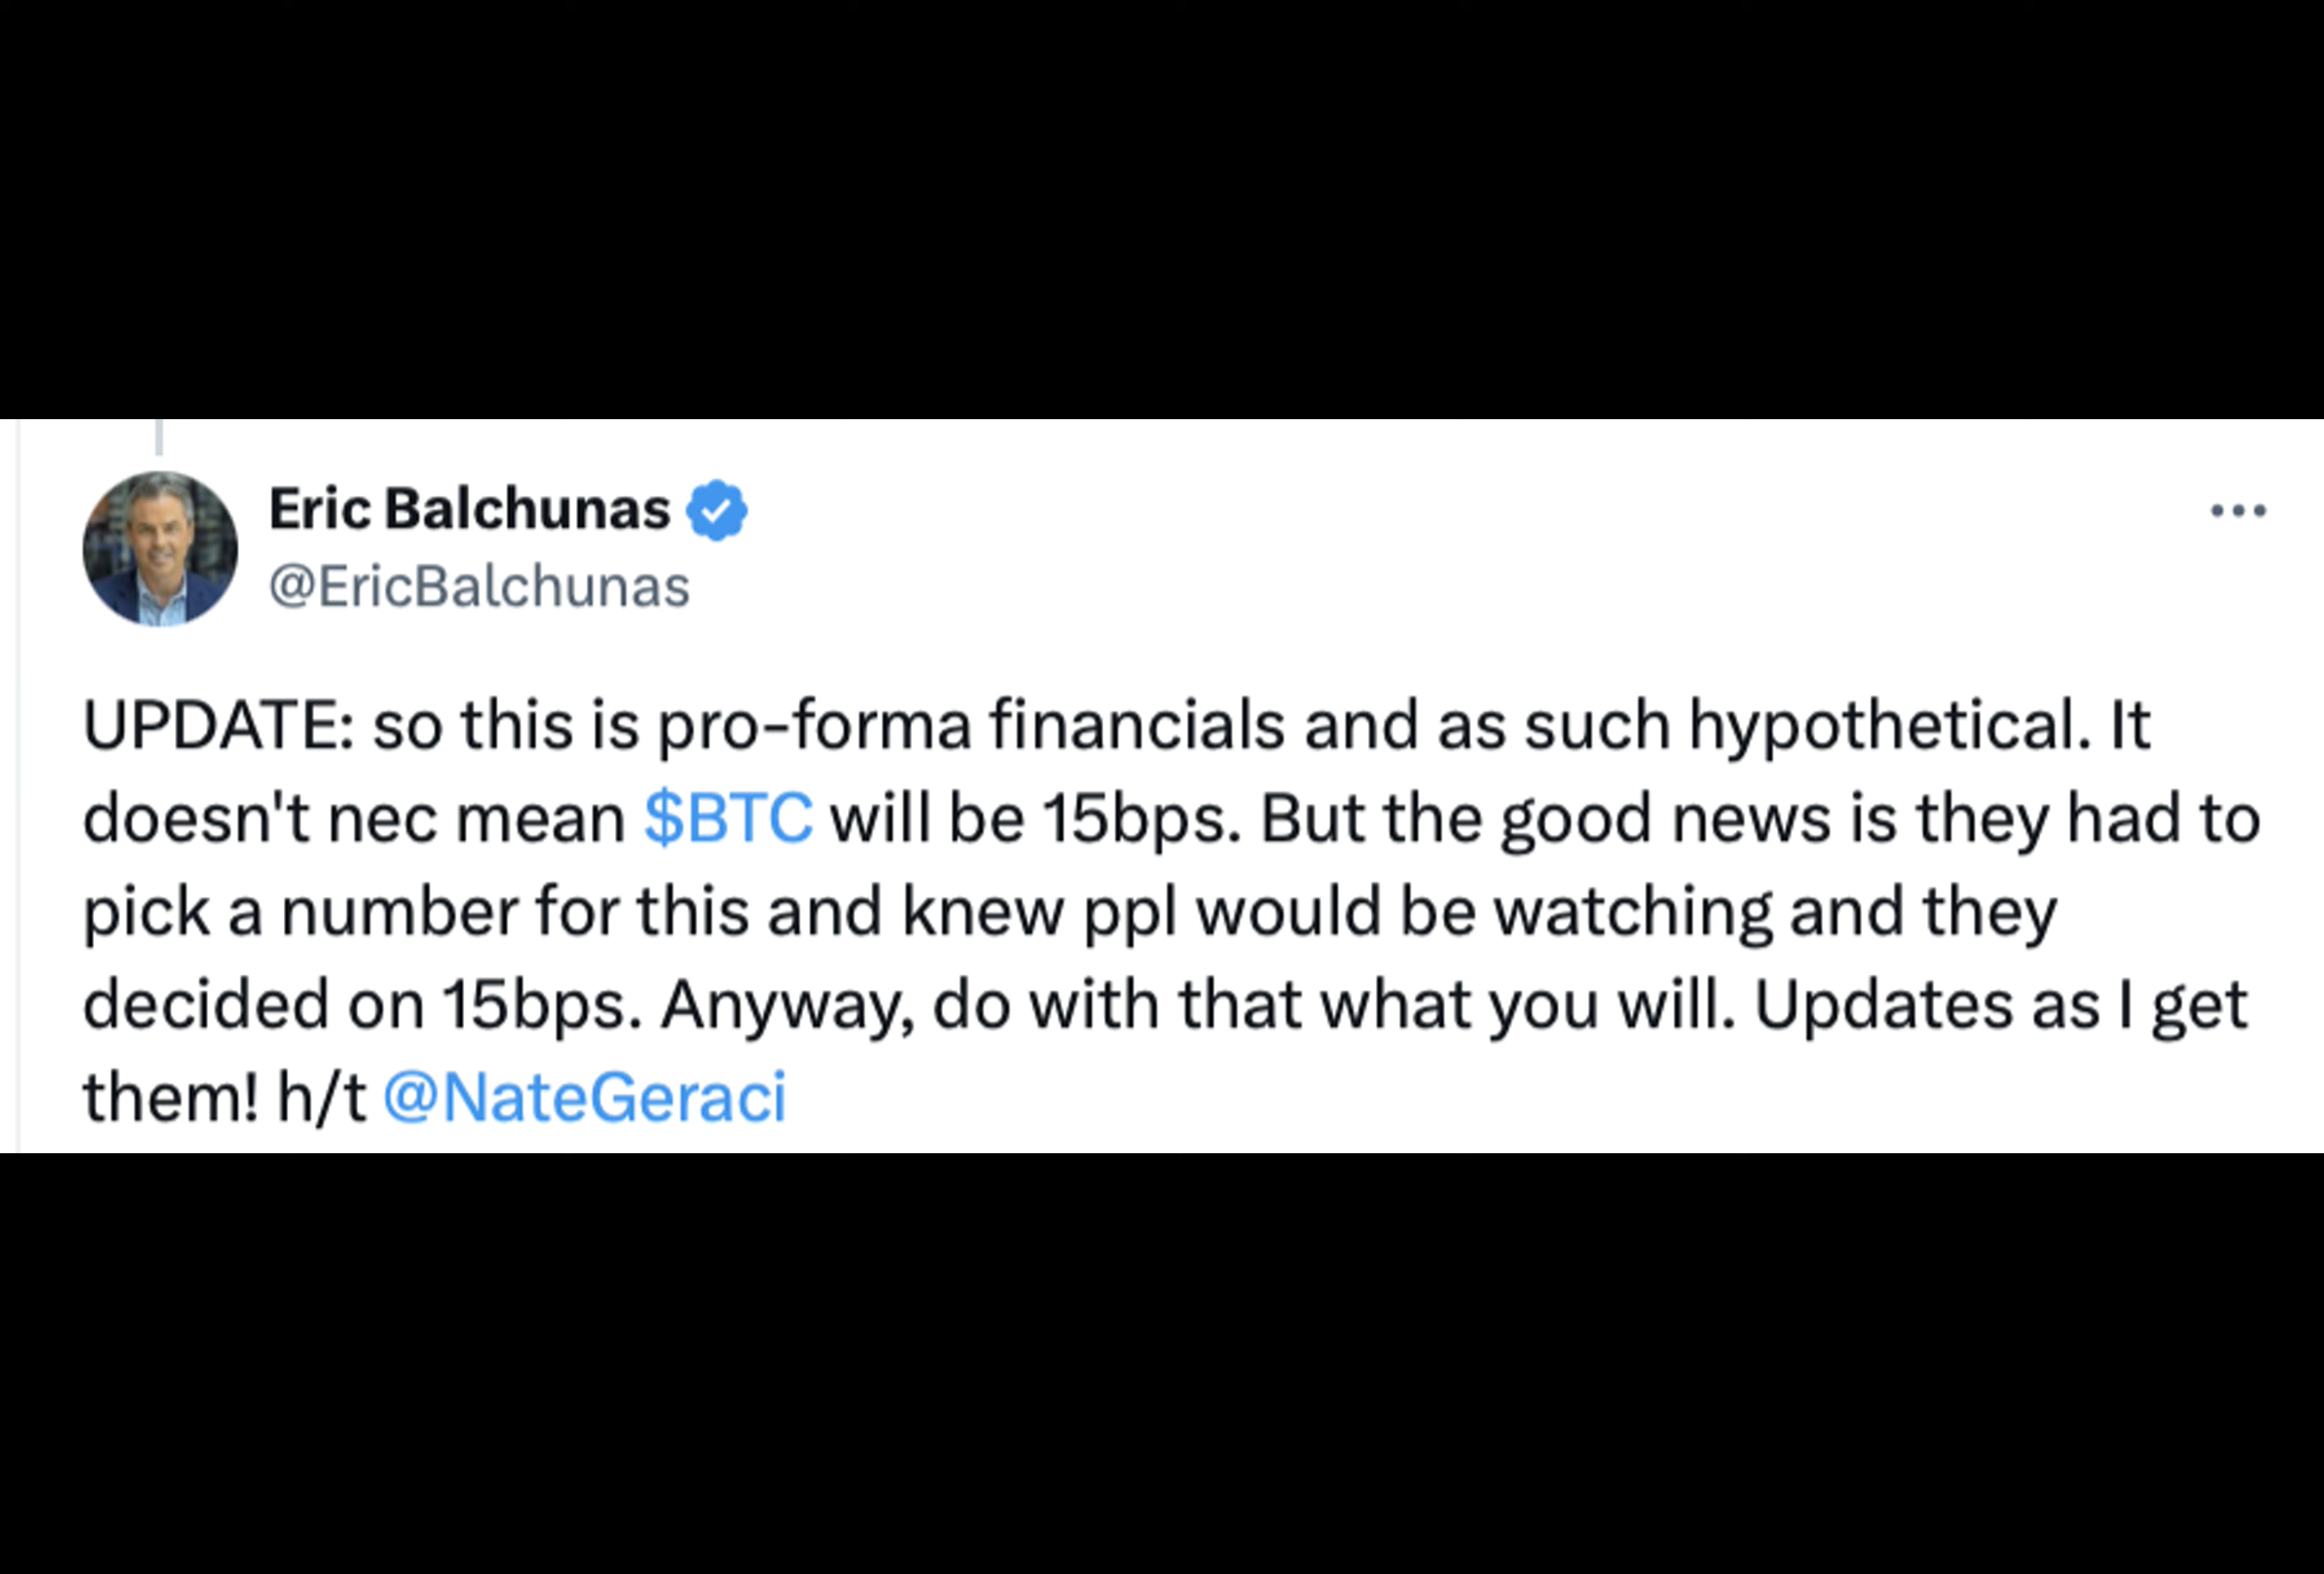 Eric Balchunas
@EricBalchunas
UPDATE: so this is pro-forma financials and as such hypothetical. It
doesn't nec mean $BTC will be 15bps. But the good news is they had to
pick a number for this and knew ppl would be watching and they
decided on 15bps. Anyway, do with that what you will. Updates as I get
them! h/t @NateGeraci